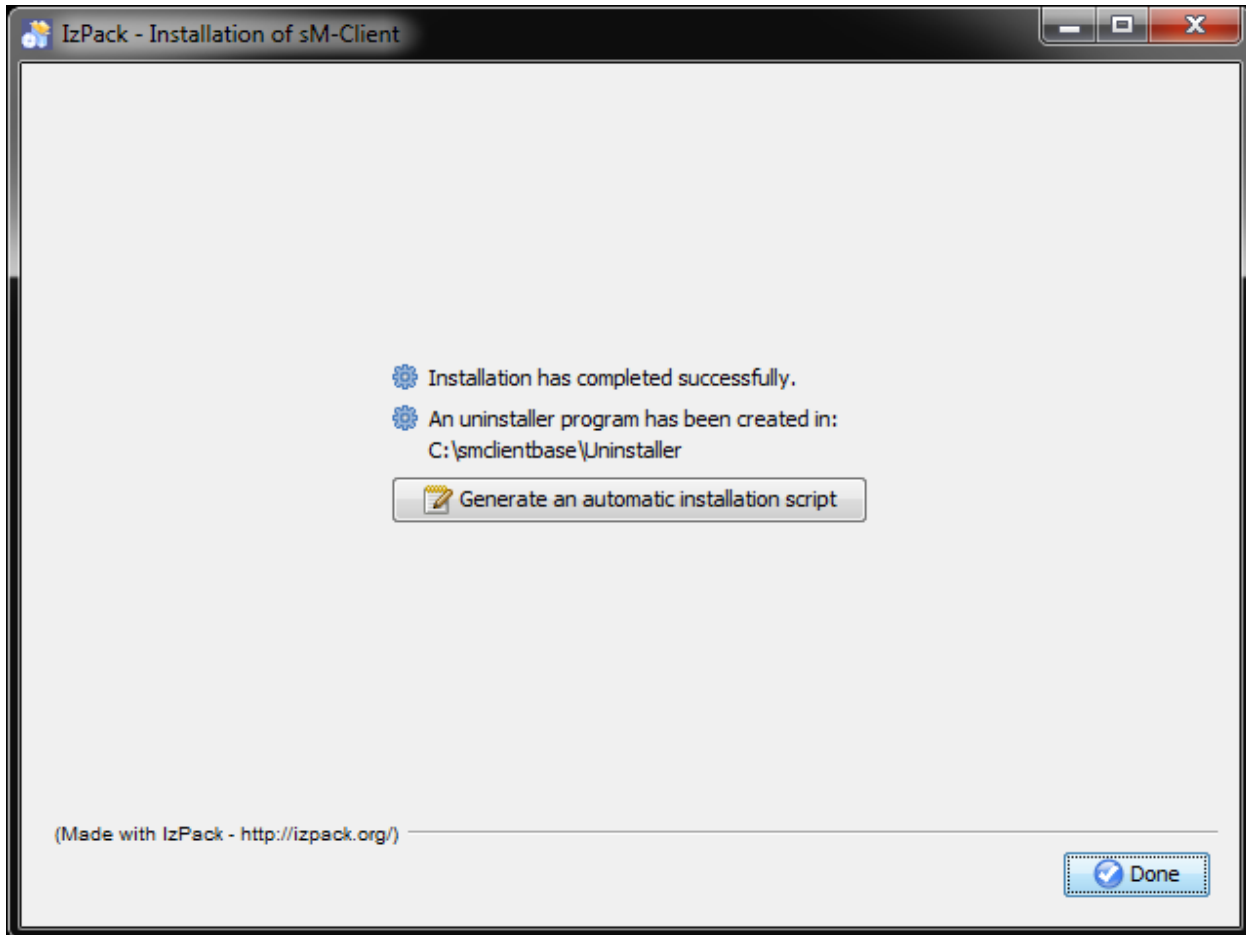 IzPack - Installation of sM-Client
Installation has completed successfully.
An uninstaller program has been created in:
C:\smclientbase\Uninstaller
Generate an automatic installation script
(Made with IzPack - http://izpack.org/)
Done